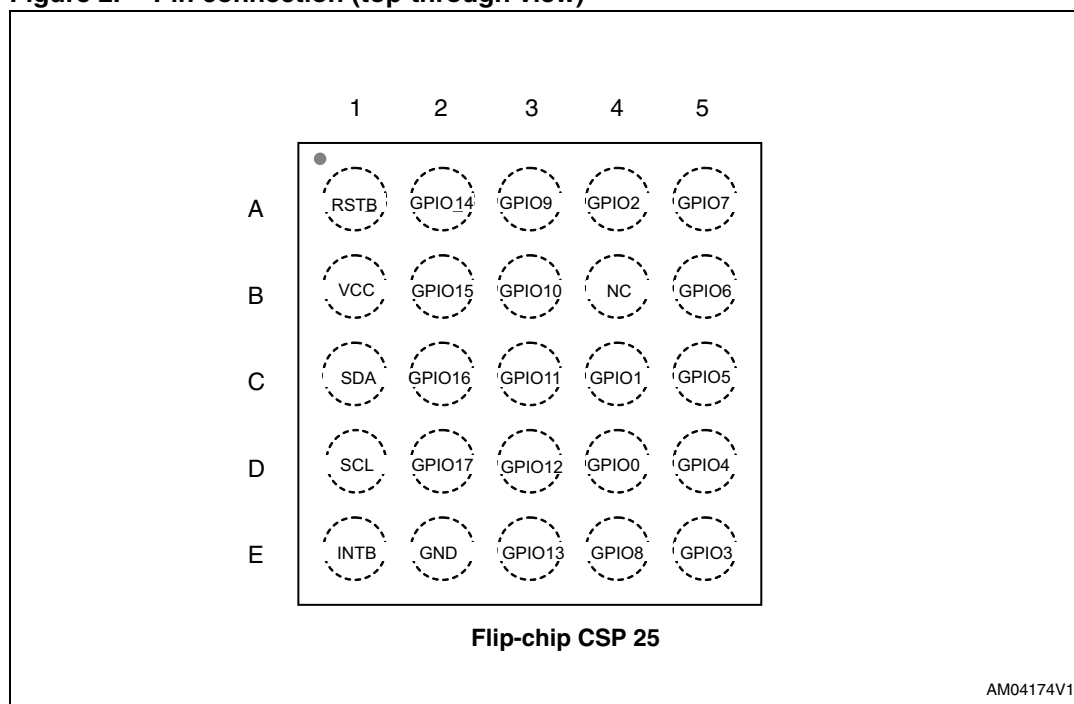 Figure 2. Pin connection (top through view)
1 2 3 4 5
A RSTB GPIO14 GPIO9 GPIO2 GPIO7
B VCC GPIO15 GPIO10 NC GPIO6
C SDA GPIO16 GPIO11 GPIO1 GPIO5
D SCL GPIO17 GPIO12 GPIO0 GPIO4
E INTB GND GPIO13 GPIO8 GPIO3
Flip-chip CSP 25
AM04174V1